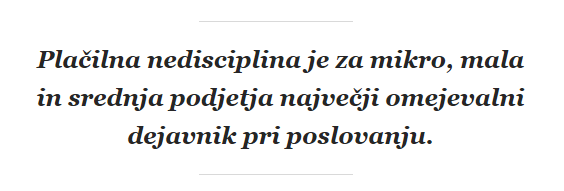 Plačilna nedisciplina je za mikro, mala
in srednja podjetja največji omejevalni
dejavnik pri poslovanju.